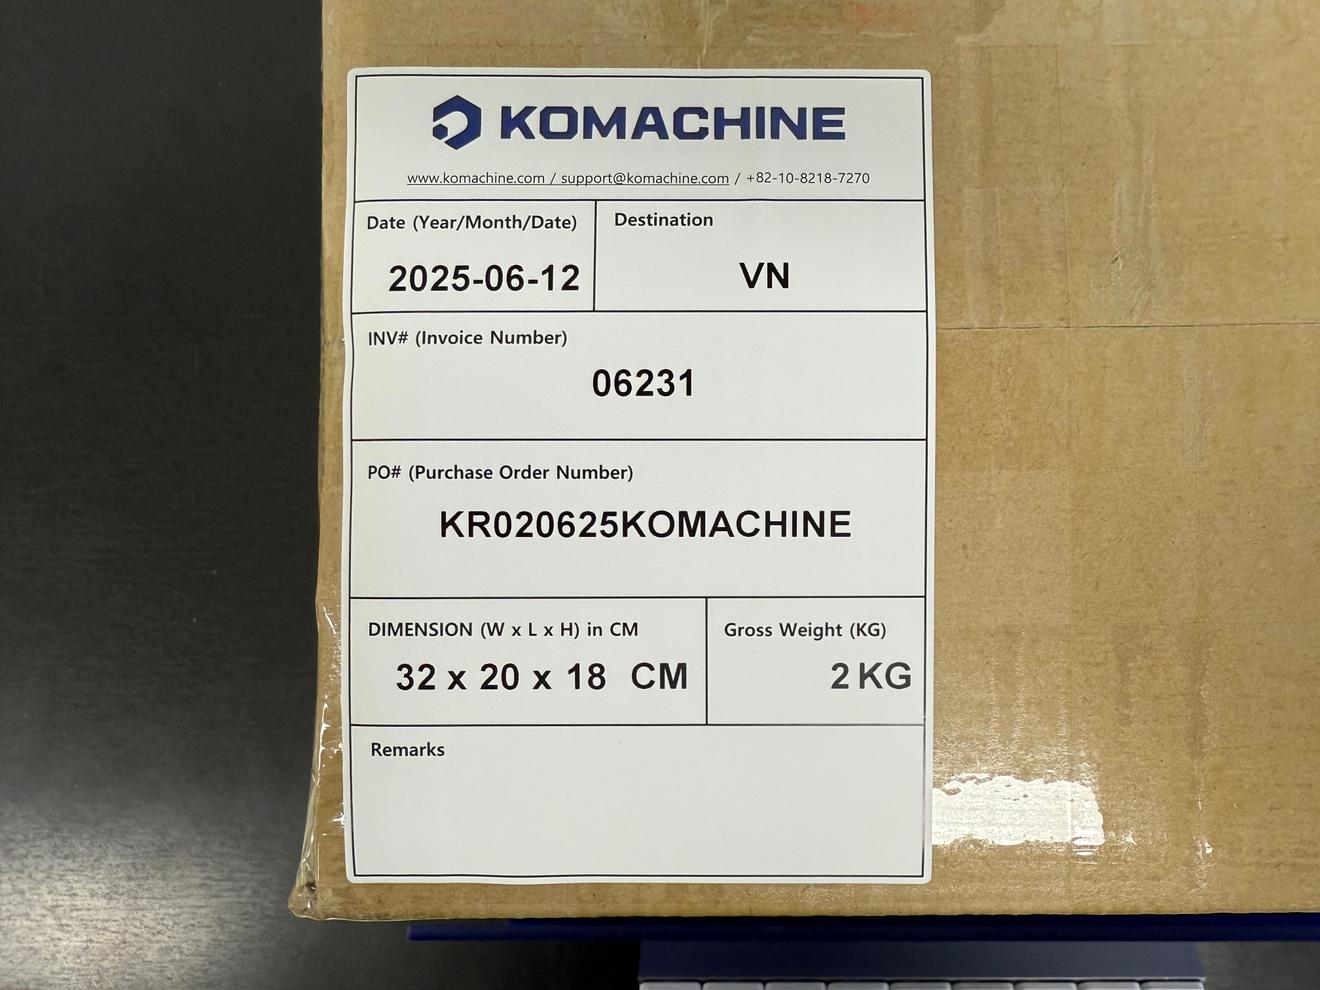 KOMACHINE
www.komachine.com / support@komachine.com / +82-10-8218-7270
Date (Year/Month/Date)
2025-06-12
Destination
VN
INV# (Invoice Number)
06231
PO# (Purchase Order Number)
KR020625KOMACHINE
DIMENSION (W x L x H) in CM
32 x 20 x 18 CM
Gross Weight (KG)
2 KG
Remarks